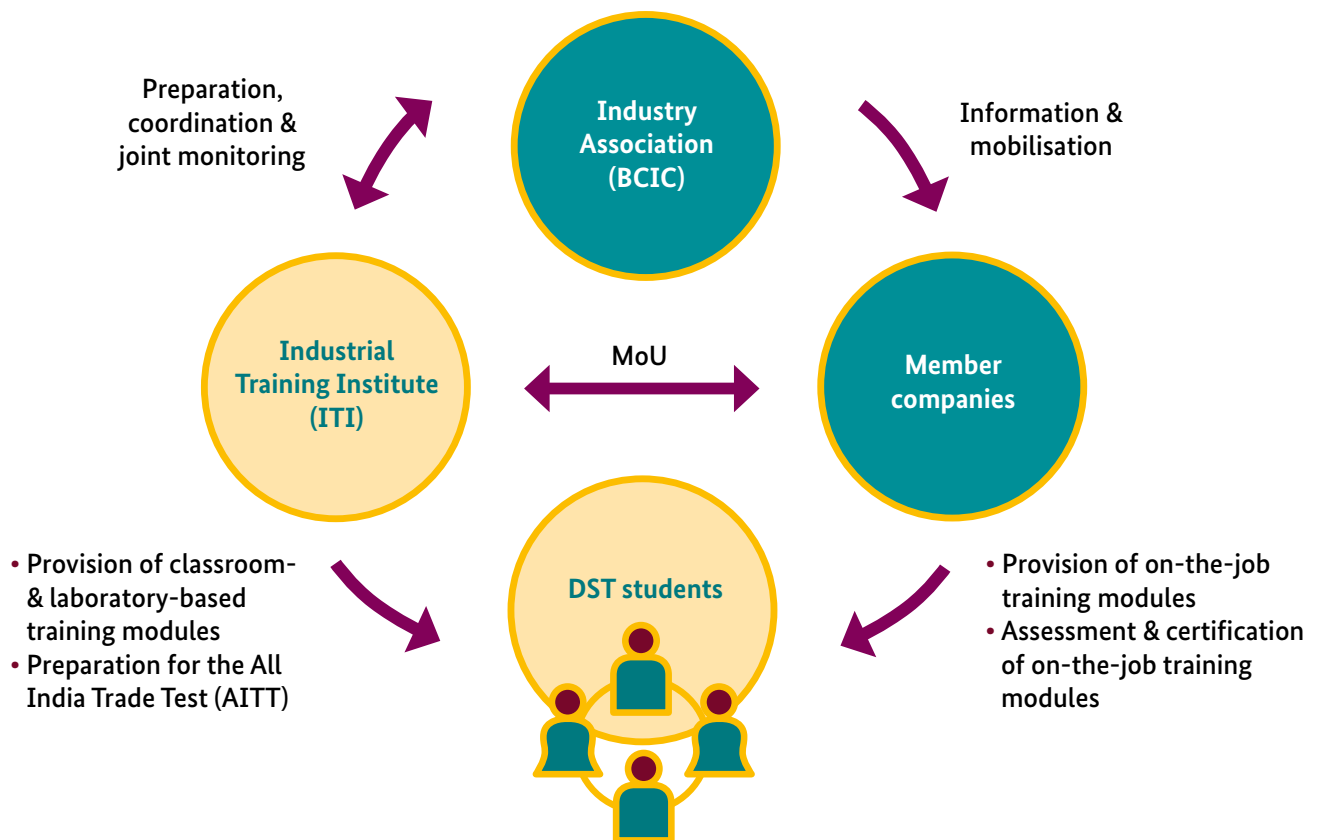 Preparation,
coordination &
joint monitoring
Industry
Association
(BCIC)
Information &
mobilisation
Industrial
Training Institute
(ITI)
MoU
Member
companies
• Provision of classroom-
& laboratory-based
training modules
• Preparation for the All
India Trade Test (AITT)
DST students
• Provision of on-the-job
training modules
• Assessment & certification
of on-the-job training
modules